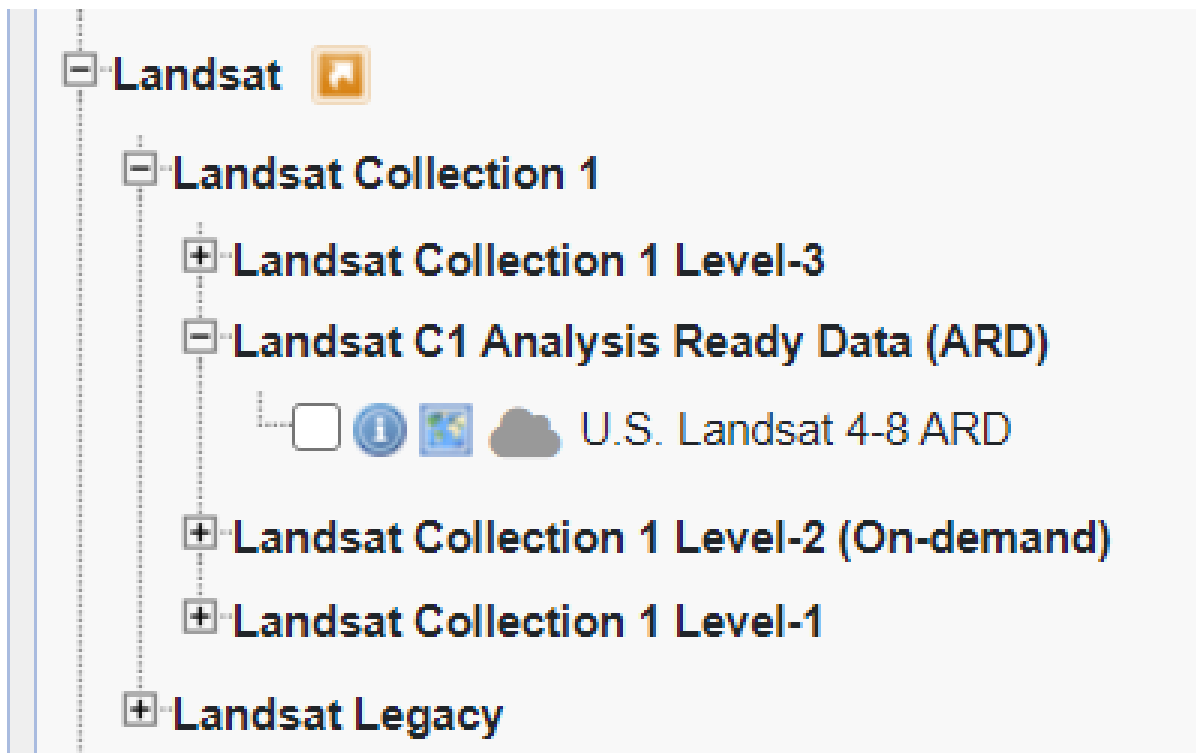 Landsat
Landsat Collection 1
Landsat Collection 1 Level-3
Landsat C1 Analysis Ready Data (ARD)
U.S. Landsat 4-8 ARD
Landsat Collection 1 Level-2 (On-demand)
Landsat Collection 1 Level-1
Landsat Legacy